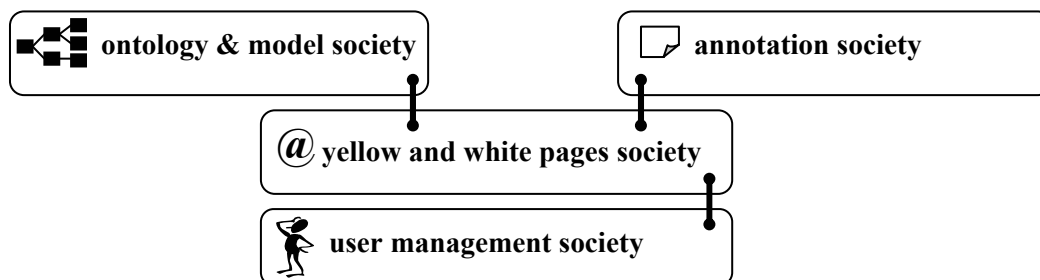 ontology & model society
annotation society
@ yellow and white pages society
user management society